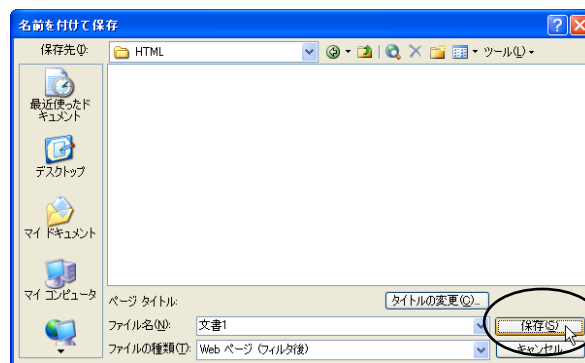 名前を付けて保存
保存先(I):
HTML
ツール(L)
最近使ったド
キュメント
デスクトップ
マイ ドキュメント
マイ コンピュータ
ページ タイトル:
タイトルの変更(C)...
ファイル名(N):
文書1
保存(S)
ファイルの種類(T):
Web ページ (フィルタ後)
キャンセル